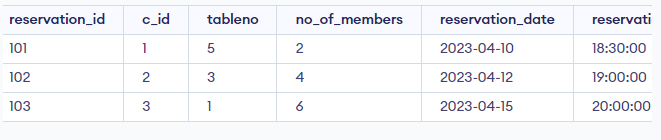 reservation_id c_id tableno no_of_members reservation_date reservati
101 1 5 2 2023-04-10 18:30:00
102 2 3 4 2023-04-12 19:00:00
103 3 1 6 2023-04-15 20:00:00